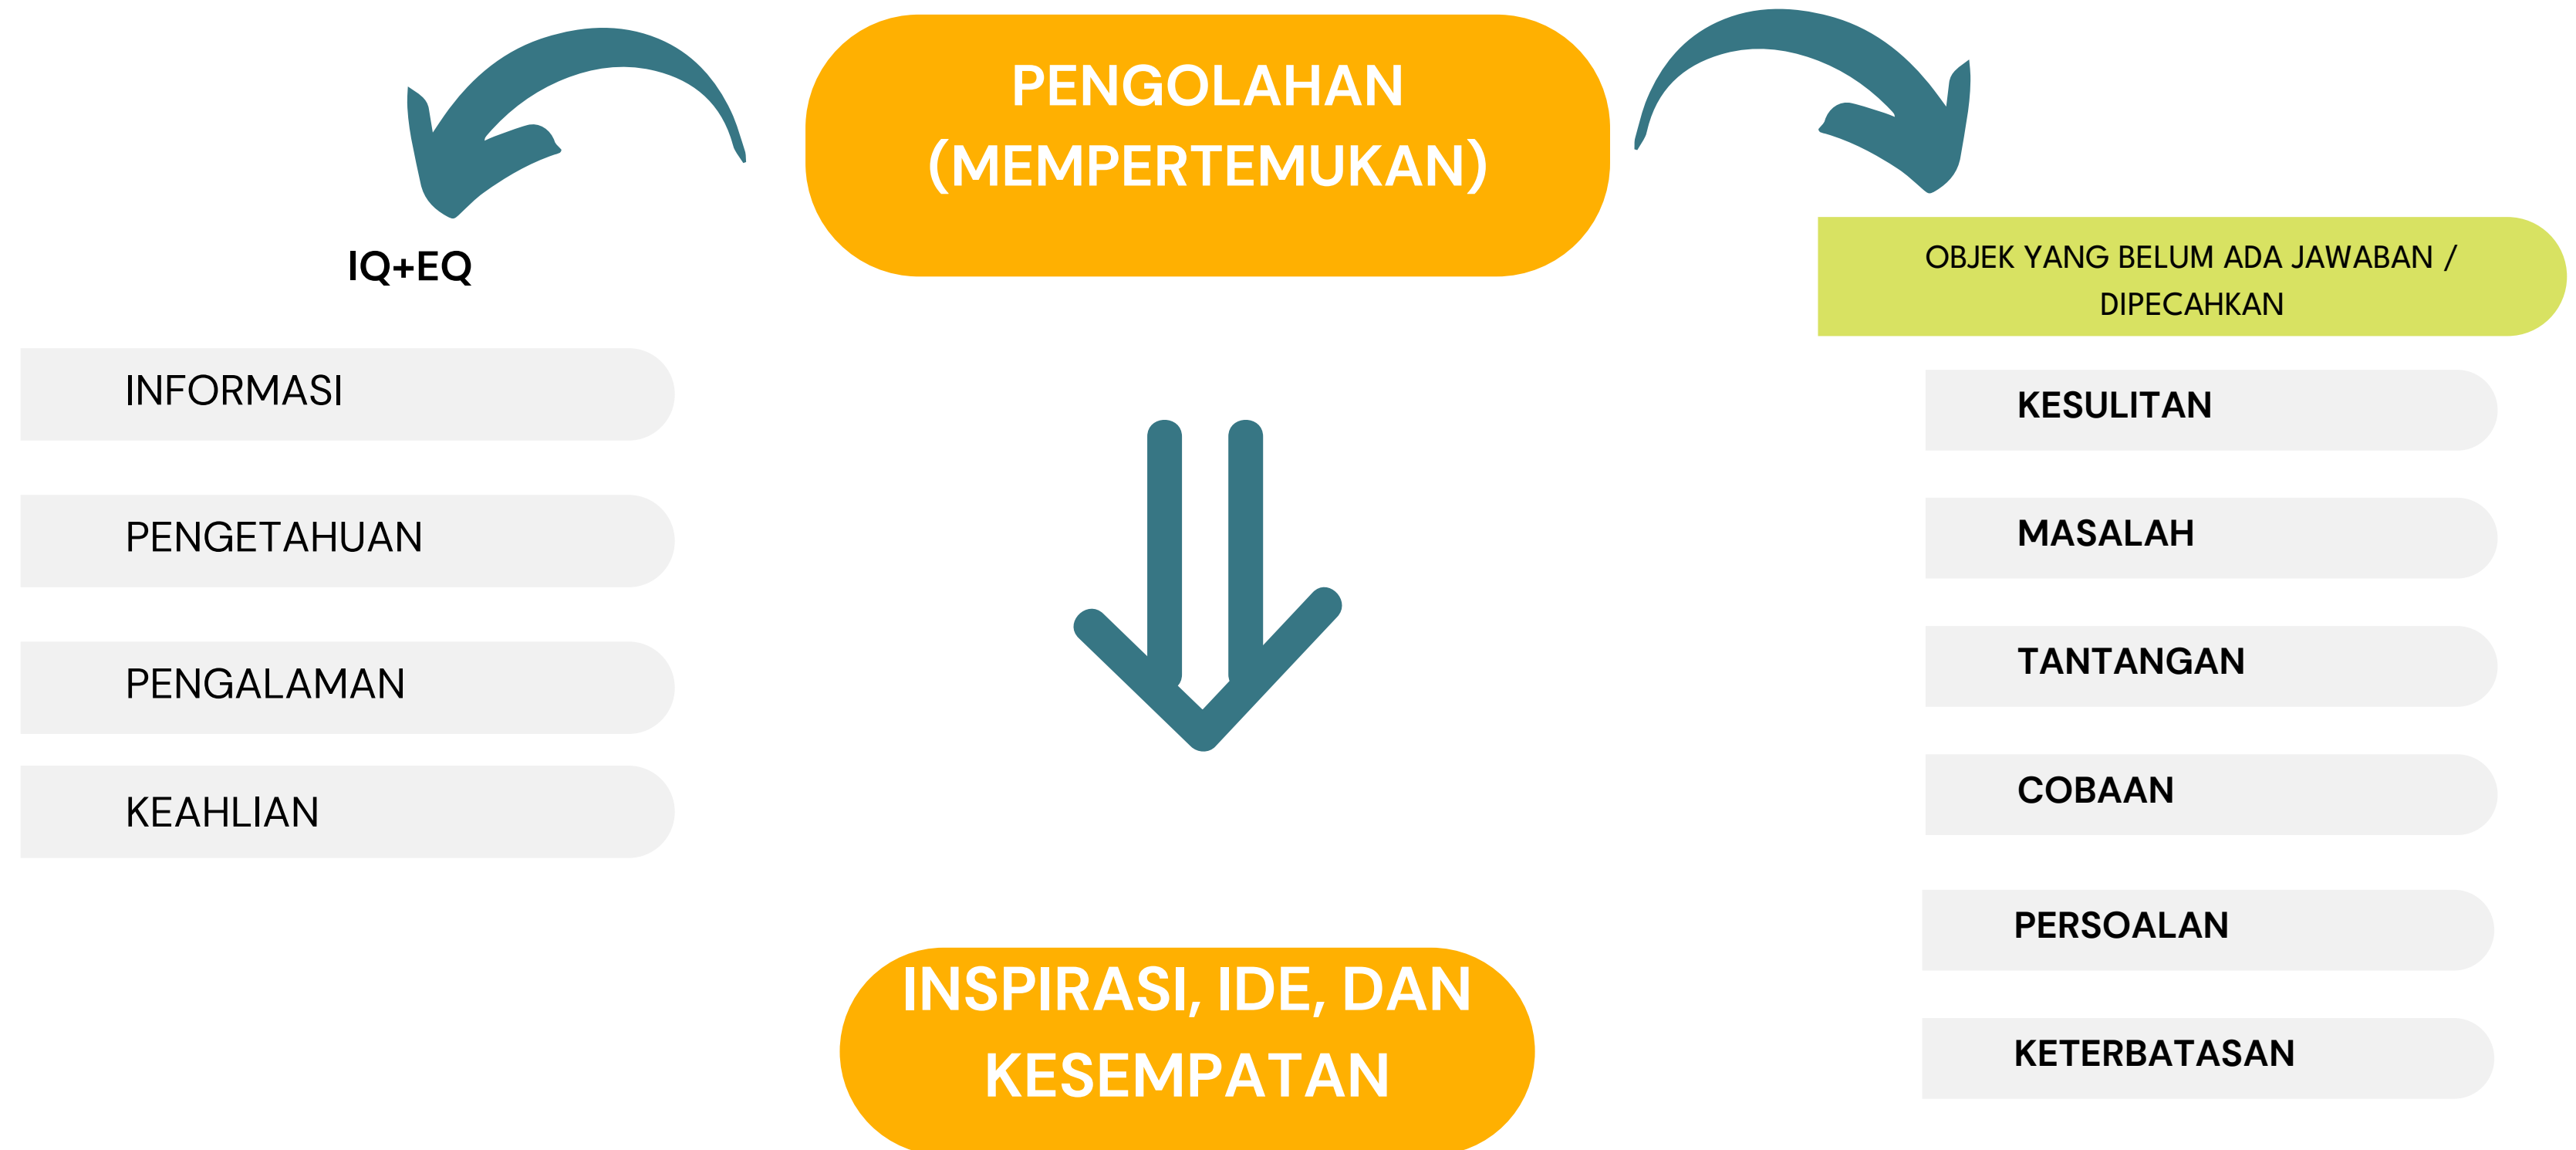 PENGOLAHAN
(MEMPERTEMUKAN)
IQ+EQ
INFORMASI
PENGETAHUAN
PENGALAMAN
KEAHLIAN
OBJEK YANG BELUM ADA JAWABAN /
DIPECAHKAN
KESULITAN
MASALAH
TANTANGAN
COBAAN
PERSOALAN
KETERBATASAN
INSPIRASI, IDE, DAN
KESEMPATAN